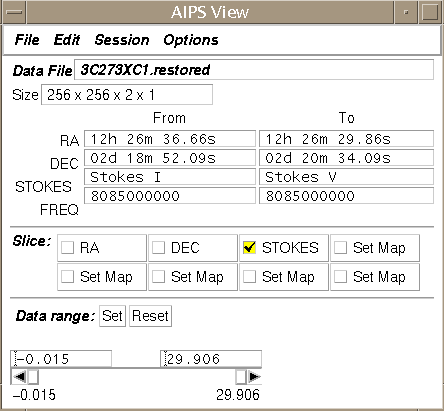 AIPS View
File Edit Session Options
Data File 3C273XC1.restored
Size 256 x 256 x 2 x 1
From To
RA 12h 26m 36.66s 12h 26m 29.86s
DEC 02d 18m 52.09s 02d 20m 34.09s
STOKES Stokes I Stokes V
FREQ 8085000000 8085000000
Slice: RA DEC STOKES Set Map
Set Map Set Map Set Map Set Map
Data range: Set Reset
-0.015 29.906
-0.015 29.906